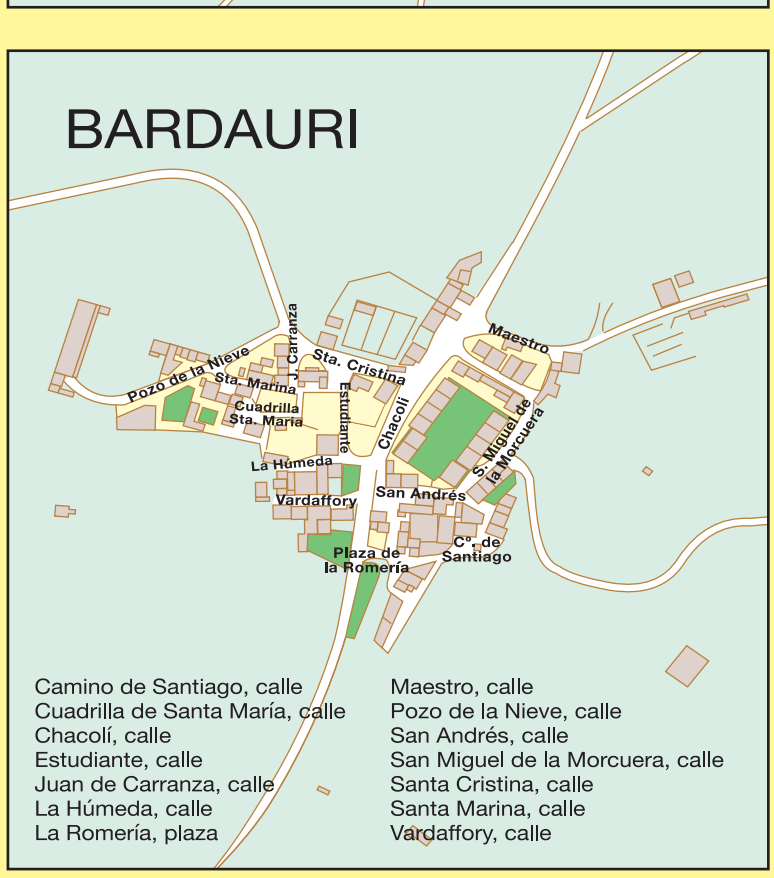 BARDAURI
Maestro
J. Carranza
Sta. Cristina
Pozo de la Nieve
Sta. Marina
Estudiante
Cuadrilla
Sta. Maria
Chacoli
S. Miguel de
la Morcuera
La Húmeda
San Andrés
Vardaffory
Cº. de
Santiago
Plaza de
la Romería
Camino de Santiago, calle
Cuadrilla de Santa María, calle
Chacolí, calle
Estudiante, calle
Juan de Carranza, calle
La Húmeda, calle
La Romería, plaza
Maestro, calle
Pozo de la Nieve, calle
San Andrés, calle
San Miguel de la Morcuera, calle
Santa Cristina, calle
Santa Marina, calle
Vardaffory, calle